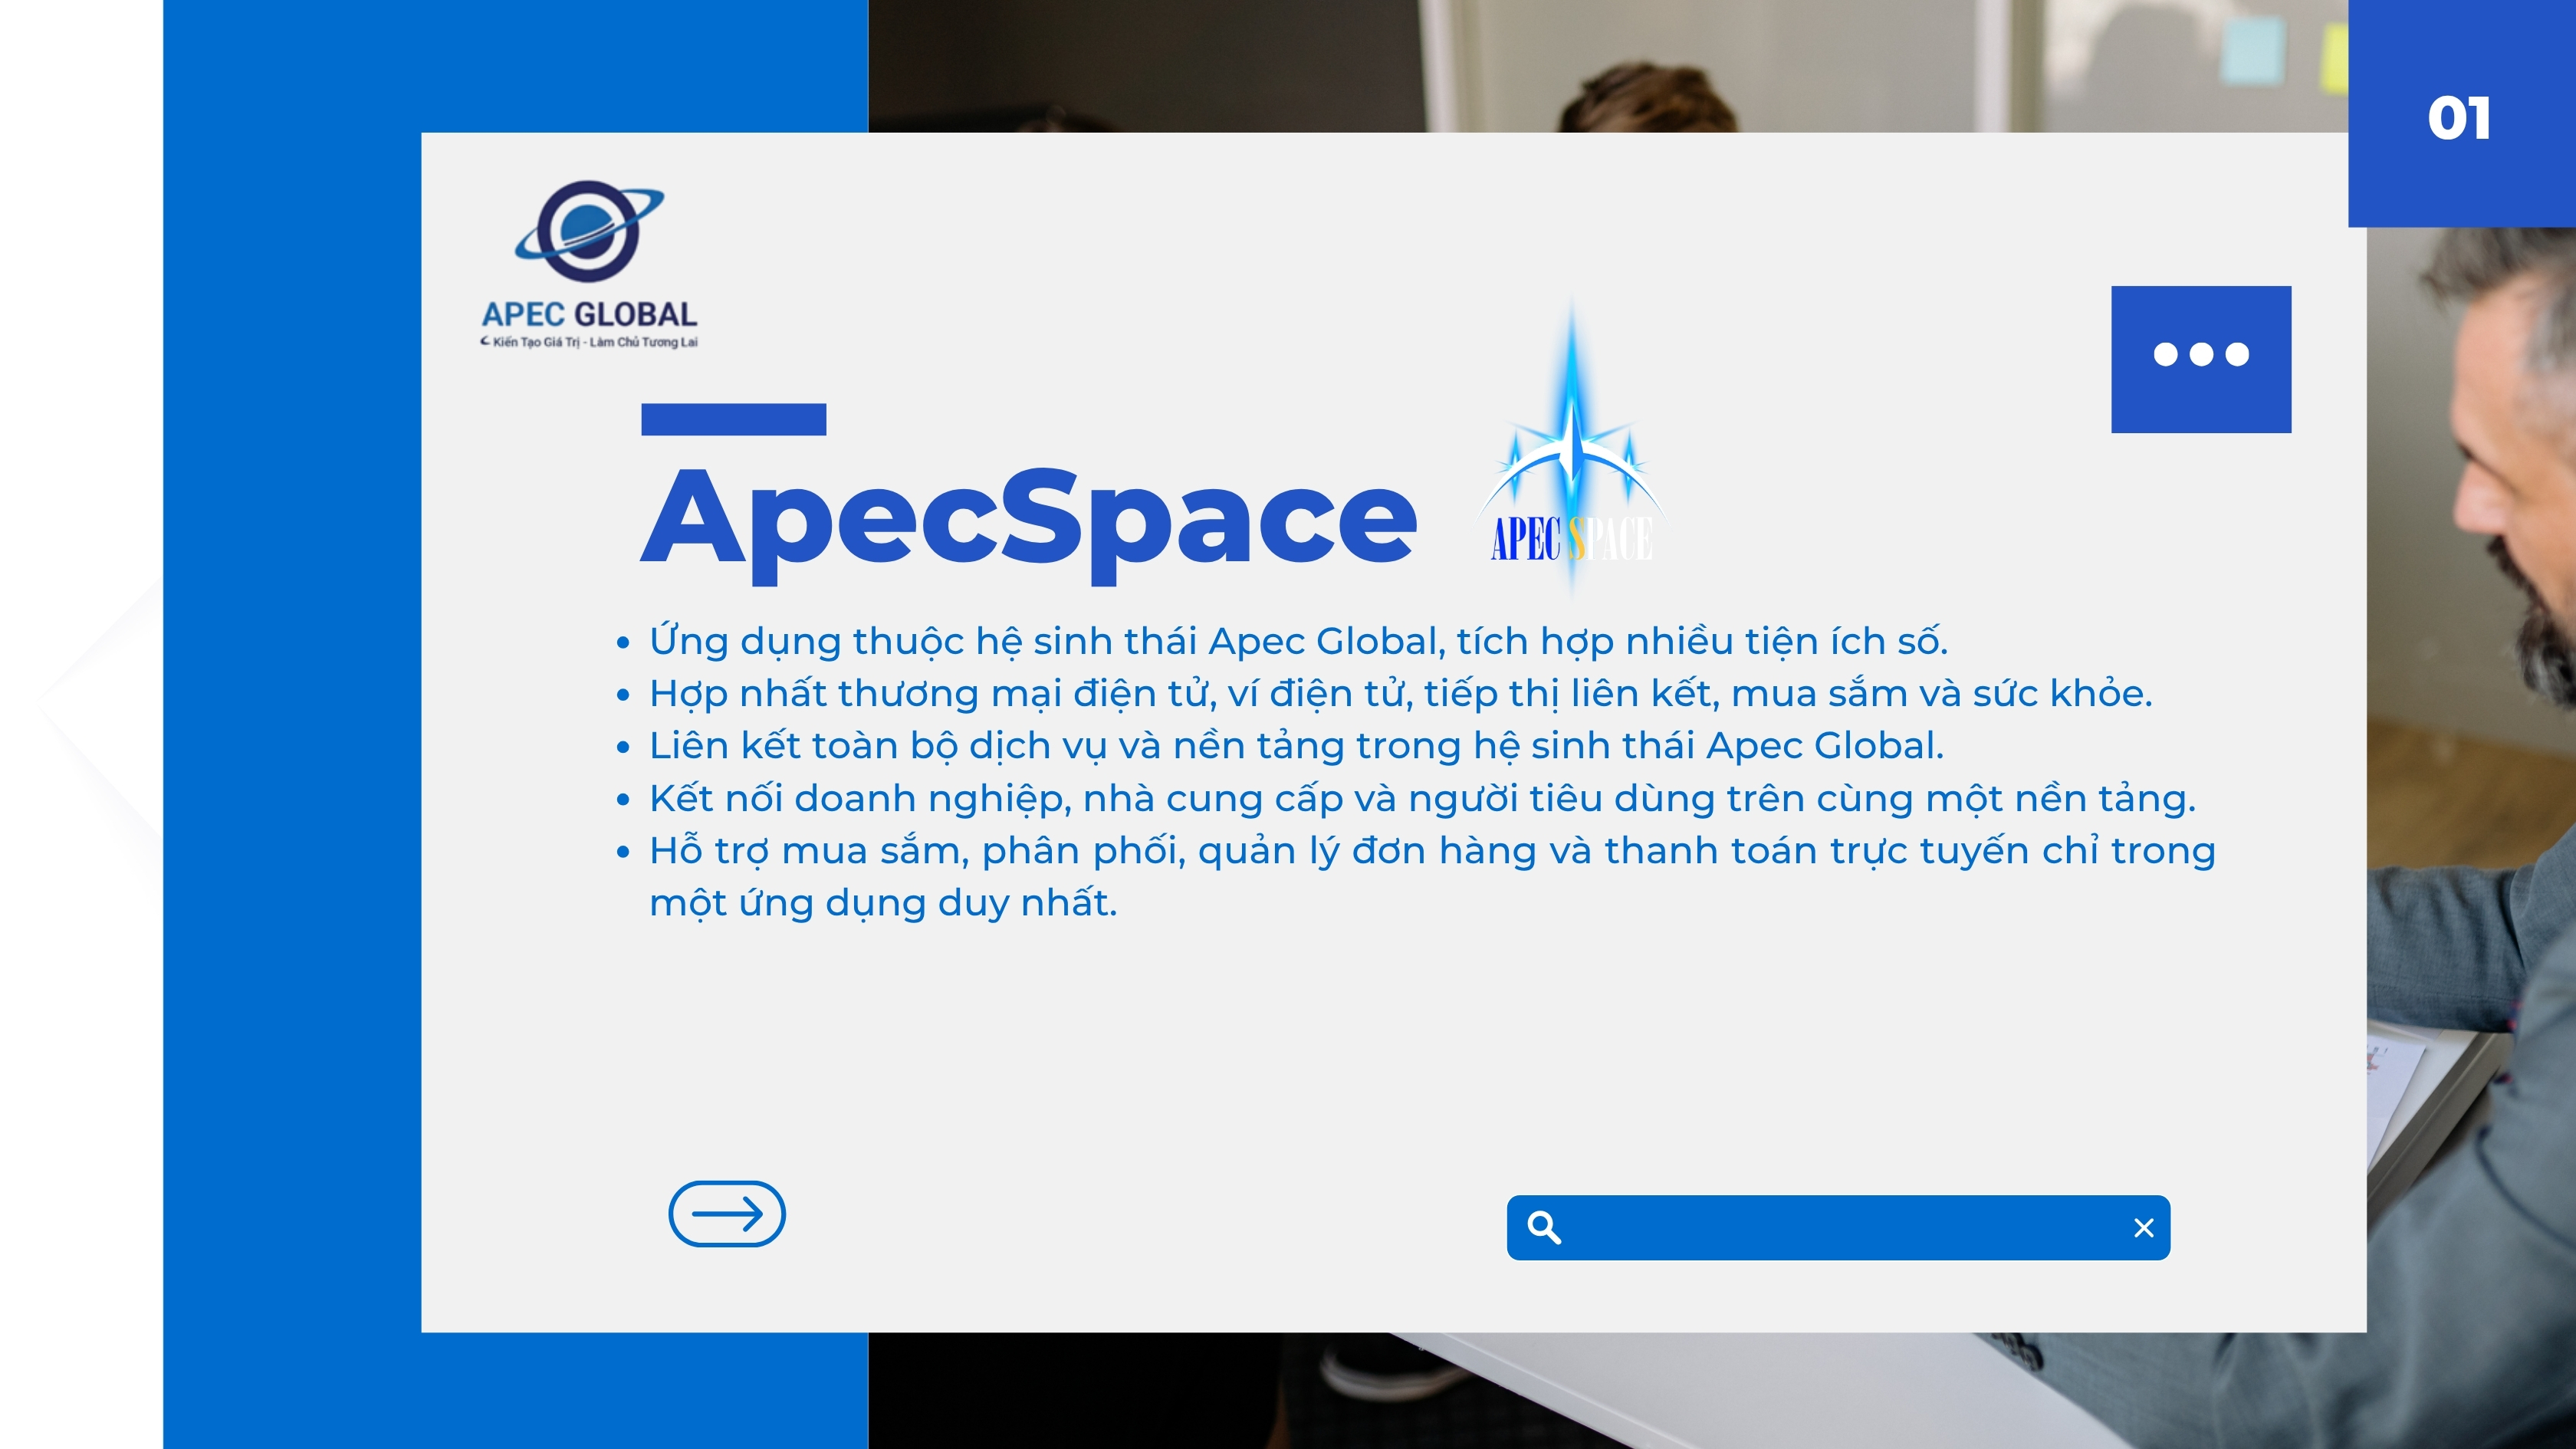 01
APEC GLOBAL
Kiến Tạo Giá Trị - Làm Chủ Tương Lai
ApecSpace
APEC SPACE
Ứng dụng thuộc hệ sinh thái Apec Global, tích hợp nhiều tiện ích số.
Hợp nhất thương mại điện tử, ví điện tử, tiếp thị liên kết, mua sắm và sức khỏe.
Liên kết toàn bộ dịch vụ và nền tảng trong hệ sinh thái Apec Global.
Kết nối doanh nghiệp, nhà cung cấp và người tiêu dùng trên cùng một nền tảng.
Hỗ trợ mua sắm, phân phối, quản lý đơn hàng và thanh toán trực tuyến chỉ trong
một ứng dụng duy nhất.